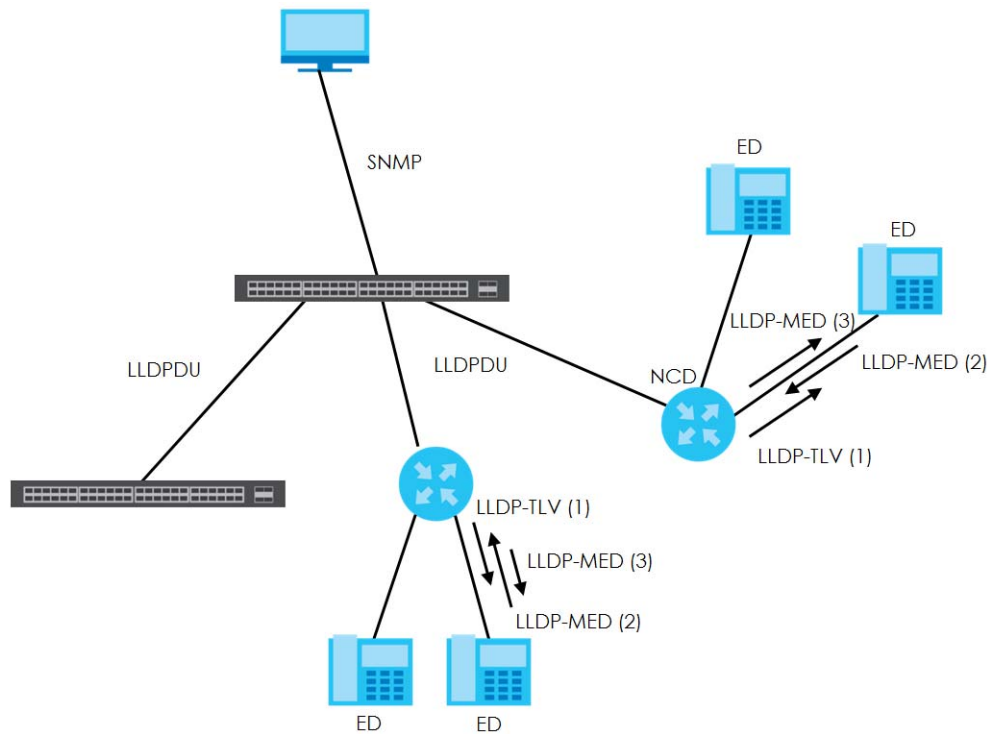 SNMP
ED
ED
LLDP-MED (3)
LLDPDU
LLDPDU
LLDP-MED (2)
NCD
LLDP-TLV (1)
LLDP-TLV (1)
LLDP-MED (3)
LLDP-MED (2)
ED
ED